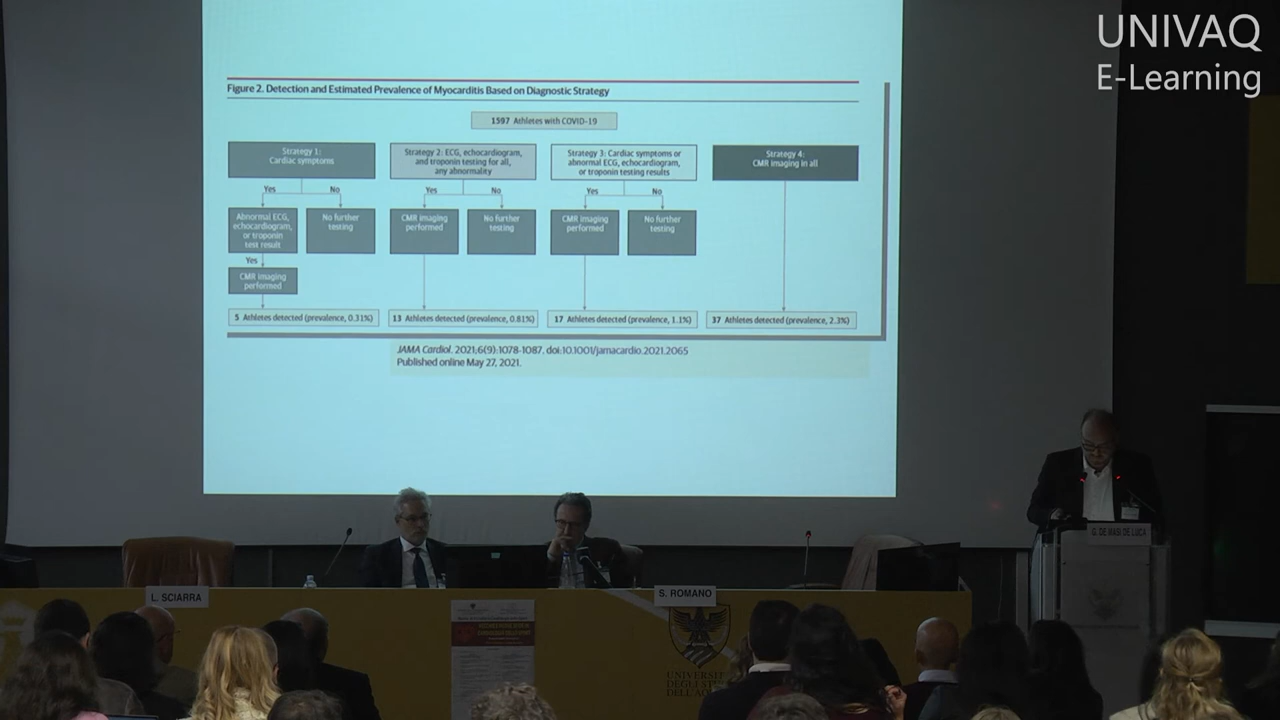 UNIVAQ
E-Learning
Figure 2. Detection and Estimated Prevalence of Myocarditis Based on Diagnostic Strategy
1597 Athletes with COVID-19
Strategy 1:
Cardiac symptoms
Yes
No
Abnormal ECG,
echocardiogram,
or troponin
test result
No further
testing
Yes
CMR imaging
performed
5 Athletes detected (prevalence, 0.31%)
Strategy 2: ECG, echocardiogram,
and troponin testing for all,
any abnormality
Yes
No
CMR imaging
performed
No further
testing
13 Athletes detected (prevalence, 0.81%)
Strategy 3: Cardiac symptoms or
abnormal ECG, echocardiogram,
or troponin testing results
Yes
No
CMR imaging
performed
No further
testing
17 Athletes detected (prevalence, 1.1%)
Strategy 4:
CMR imaging in all
37 Athletes detected (prevalence, 2.3%)
JAMA Cardiol. 2021;6(9):1078-1087. doi:10.1001/jamacardio.2021.2065
Published online May 27, 2021.
G. DE MASI DE LUCA
L. SCIARRA
S. ROMANO